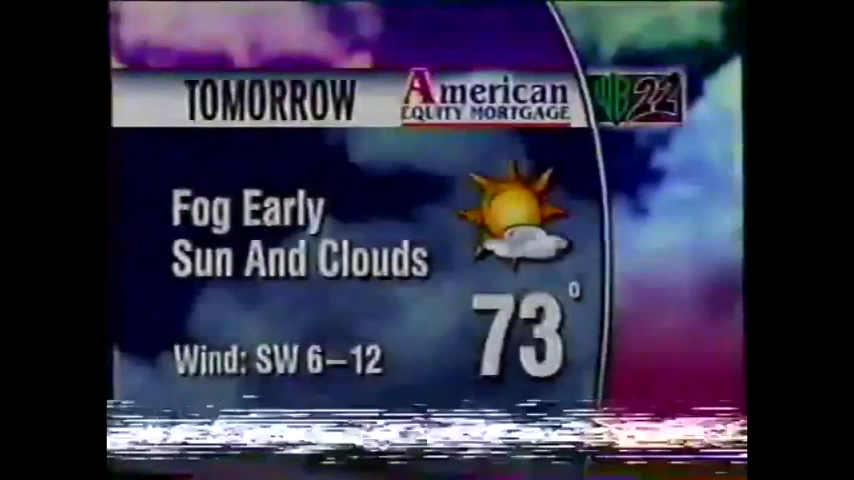 TOMORROW
American
EQUITY MORTGAGE
WB 22
Fog Early
Sun And Clouds
73°
Wind: SW 6-12